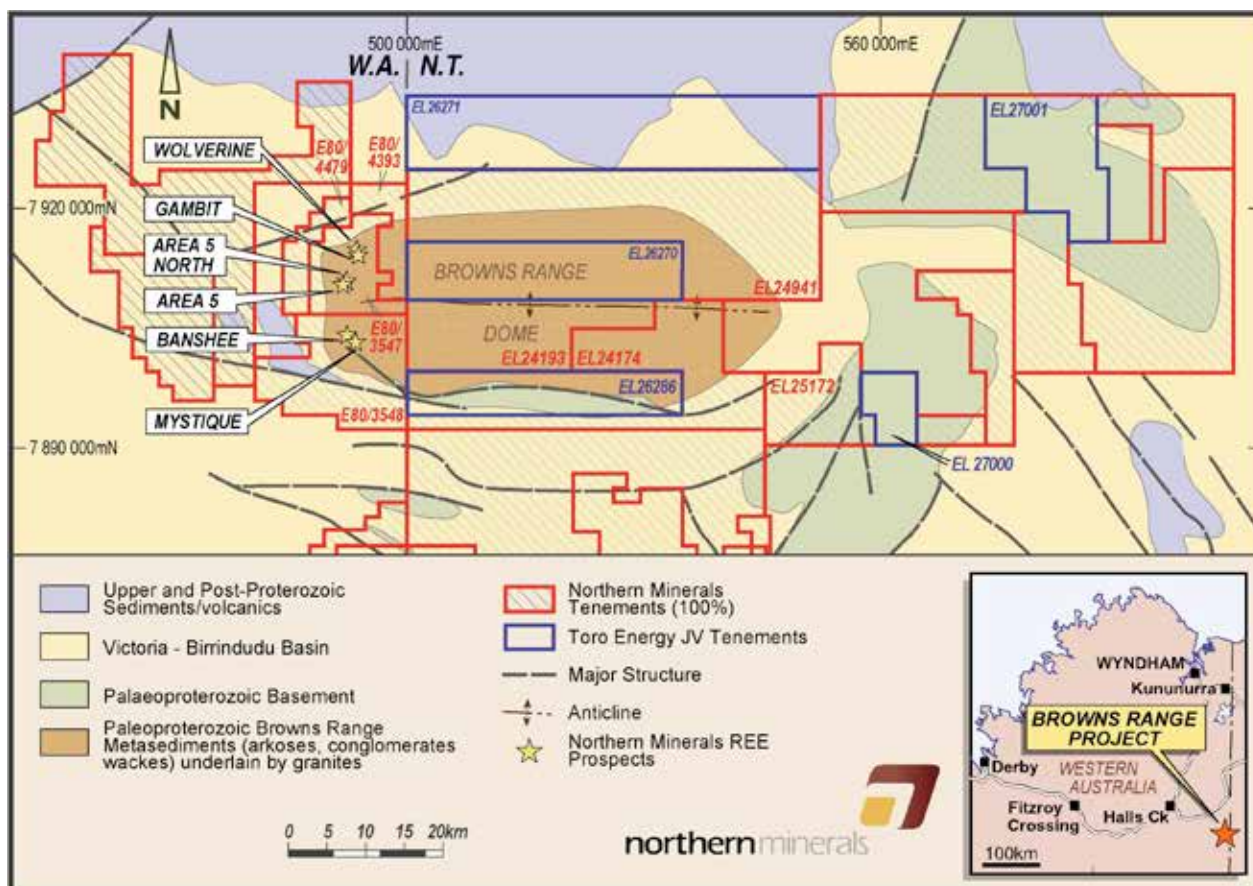 500 000mE
560 000mE
W.A. N.T.
N
EL26271
EL27001
WOLVERINE
E80/
4479
E80/
4393
GAMBIT
7 920 000mN
AREA 5
NORTH
EL26270
BROWNS RANGE
AREA 5
EL24941
BANSHEE
E80/
3547
DOME
EL24193
EL24174
EL26286
EL25172
MYSTIQUE
E80/3548
7 890 000mN
EL 27000
Upper and Post-Proterozoic
Sediments/volcanics
Victoria - Birrindudu Basin
Palaeoproterozoic Basement
Paleoproterozoic Browns Range
Metasediments (arkoses, conglomerates
wackes) underlain by granites
Northern Minerals
Tenements (100%)
Toro Energy JV Tenements
Major Structure
Anticline
Northern Minerals REE
Prospects
0 5 10 20km
northernminerals
WYNDHAM
Kununurra
BROWNS RANGE
PROJECT
Derby
WESTERN
AUSTRALIA
Fitzroy
Crossing
Halls Ck
100km